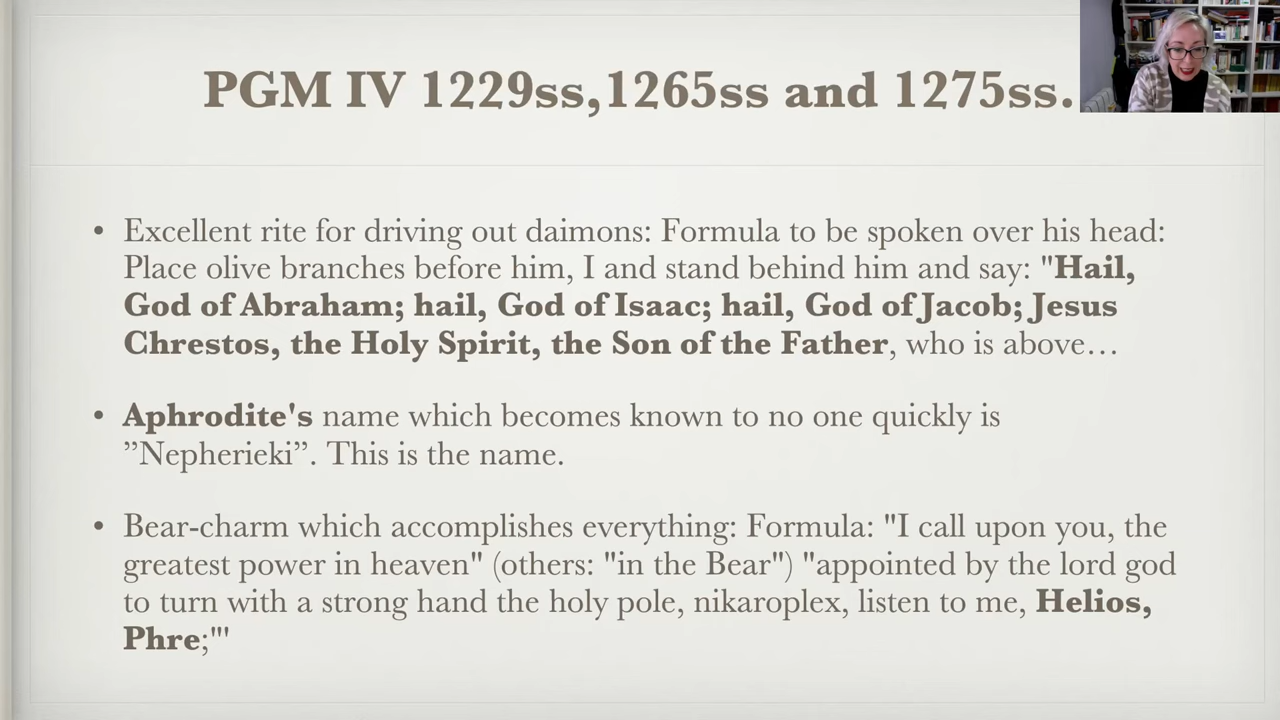 PGM IV 1229ss,1265ss and 1275ss.
• Excellent rite for driving out daimons: Formula to be spoken over his head:
Place olive branches before him, I and stand behind him and say: "Hail,
God of Abraham; hail, God of Isaac; hail, God of Jacob; Jesus
Chrestos, the Holy Spirit, the Son of the Father, who is above…
• Aphrodite's name which becomes known to no one quickly is
”Nepherieki”. This is the name.
• Bear-charm which accomplishes everything: Formula: "I call upon you, the
greatest power in heaven" (others: "in the Bear") "appointed by the lord god
to turn with a strong hand the holy pole, nikaroplex, listen to me, Helios,
Phre;"'